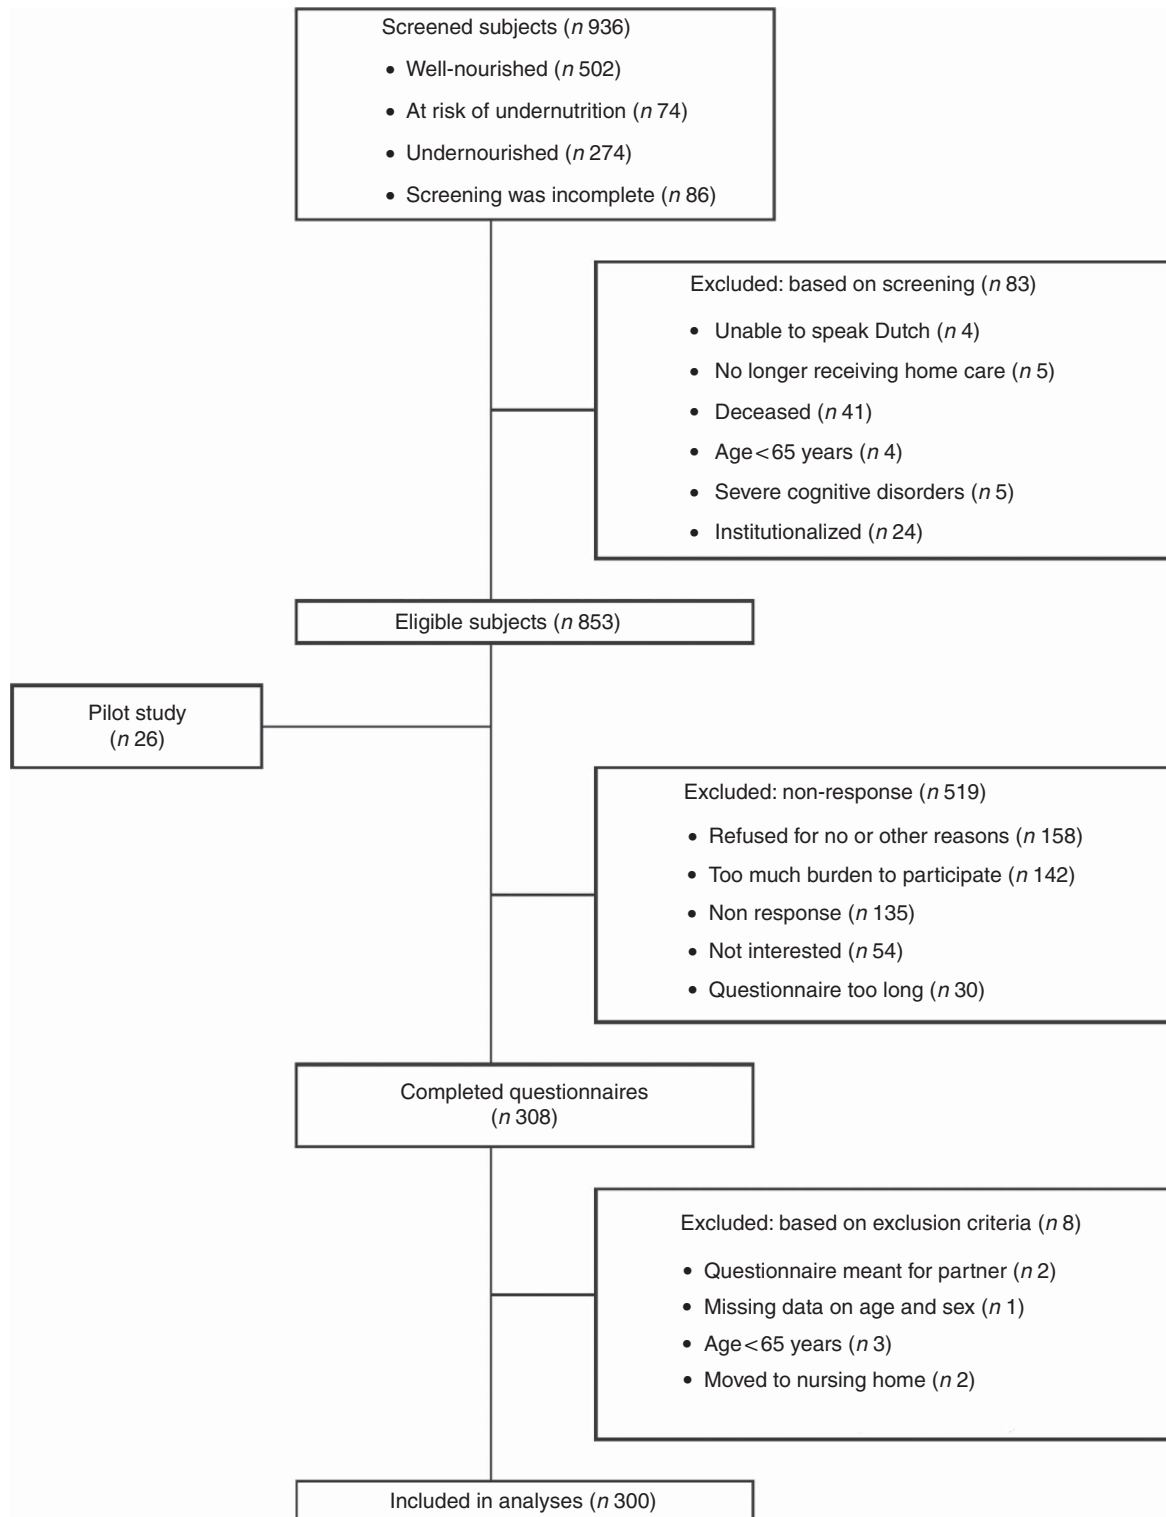 Screened subjects (n 936)
• Well-nourished (n 502)
• At risk of undernutrition (n 74)
• Undernourished (n 274)
• Screening was incomplete (n 86)
Excluded: based on screening (n 83)
• Unable to speak Dutch (n 4)
• No longer receiving home care (n 5)
• Deceased (n 41)
• Age<65 years (n 4)
• Severe cognitive disorders (n 5)
• Institutionalized (n 24)
Eligible subjects (n 853)
Pilot study
(n 26)
Excluded: non-response (n 519)
• Refused for no or other reasons (n 158)
• Too much burden to participate (n 142)
• Non response (n 135)
• Not interested (n 54)
• Questionnaire too long (n 30)
Completed questionnaires
(n 308)
Excluded: based on exclusion criteria (n 8)
• Questionnaire meant for partner (n 2)
• Missing data on age and sex (n 1)
• Age<65 years (n 3)
• Moved to nursing home (n 2)
Included in analyses (n 300)